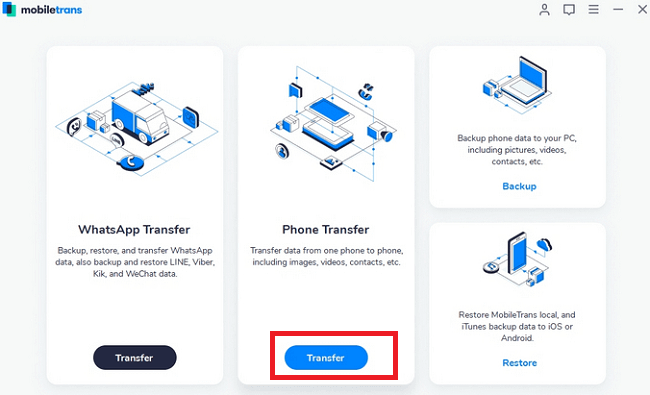 mobiletrans
WhatsApp Transfer
Backup, restore, and transfer WhatsApp
data, also backup and restore LINE, Viber,
Kik, and WeChat data.
Transfer
Phone Transfer
Transfer data from one phone to phone,
including images, videos, contacts, etc.
Transfer
Backup phone data to your PC,
including pictures, videos,
contacts, etc.
Backup
Restore MobileTrans local, and
iTunes backup data to iOS or
Android.
Restore